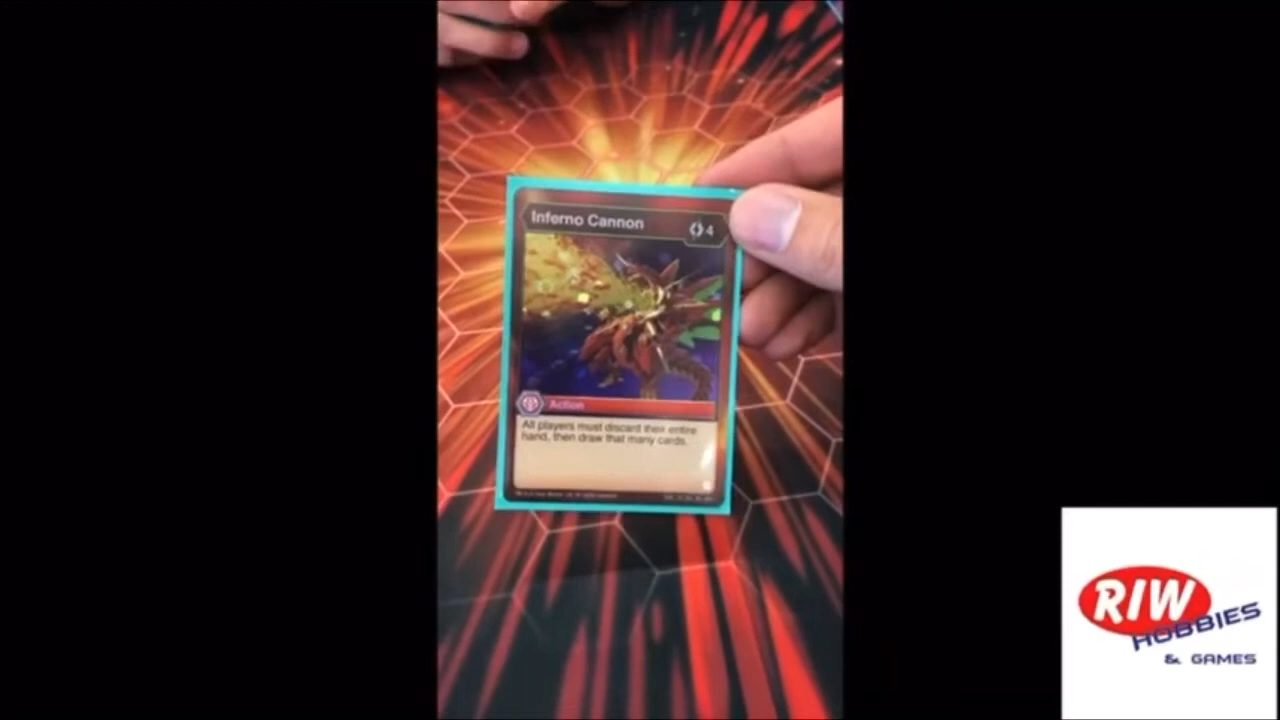 Inferno Cannon
4
Action
All players must discard their entire
hand, then draw that many cards.
RIW
HOBBIES
& GAMES